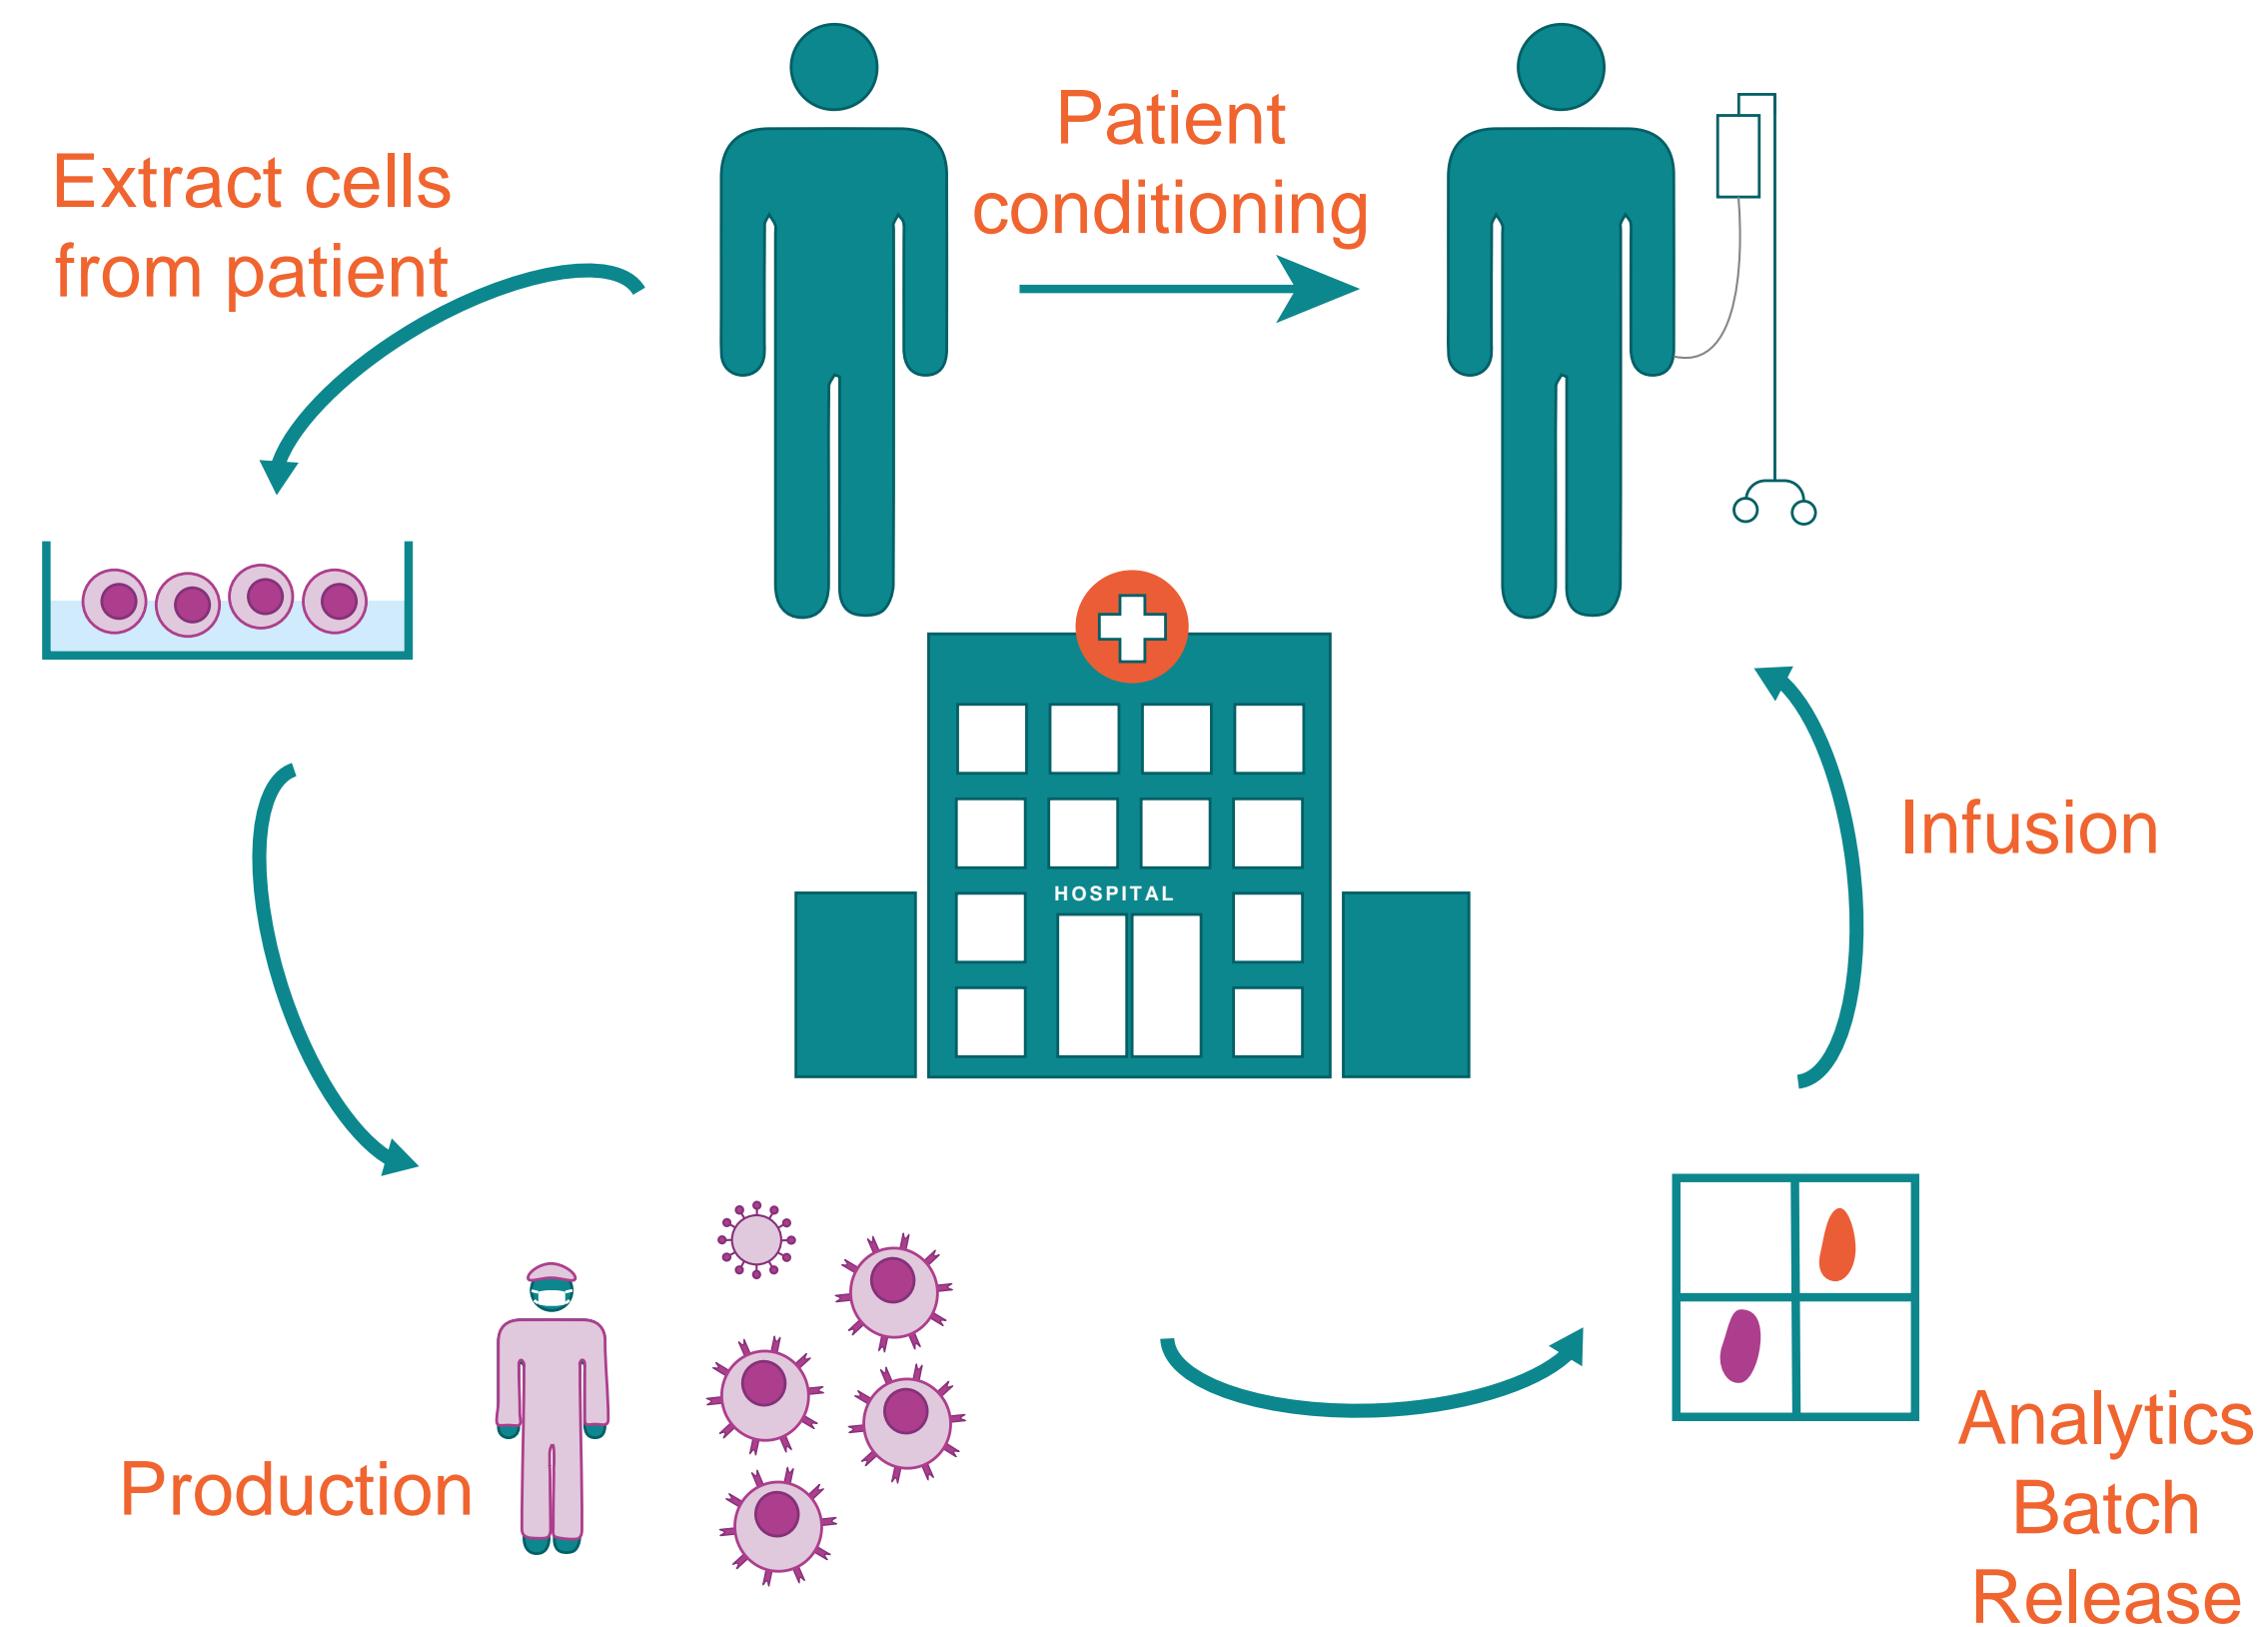 Extract cells
from patient
Patient
conditioning
HOSPITAL
Infusion
Production
Analytics
Batch
Release